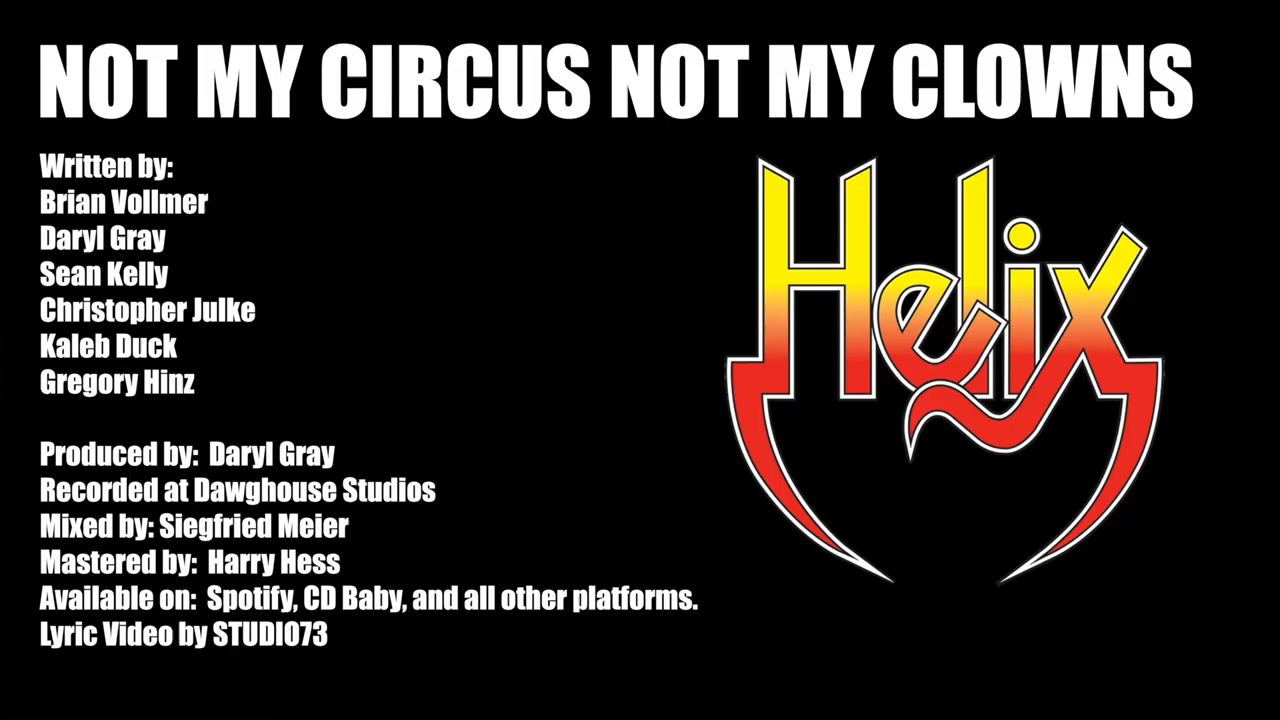 NOT MY CIRCUS NOT MY CLOWNS
Written by:
Brian Vollmer
Daryl Gray
Sean Kelly
Christopher Julke
Kaleb Duck
Gregory Hinz
Produced by: Daryl Gray
Recorded at Dawghouse Studios
Mixed by: Siegfried Meier
Mastered by: Harry Hess
Available on: Spotify, CD Baby, and all other platforms.
Lyric Video by STUDIO73
Helix